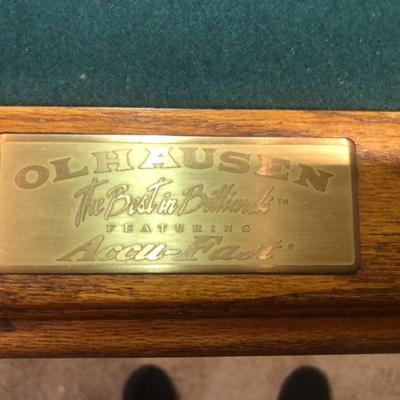 OLHAUSEN
The Best in Billiards™
FEATURING
Accu-Fast®